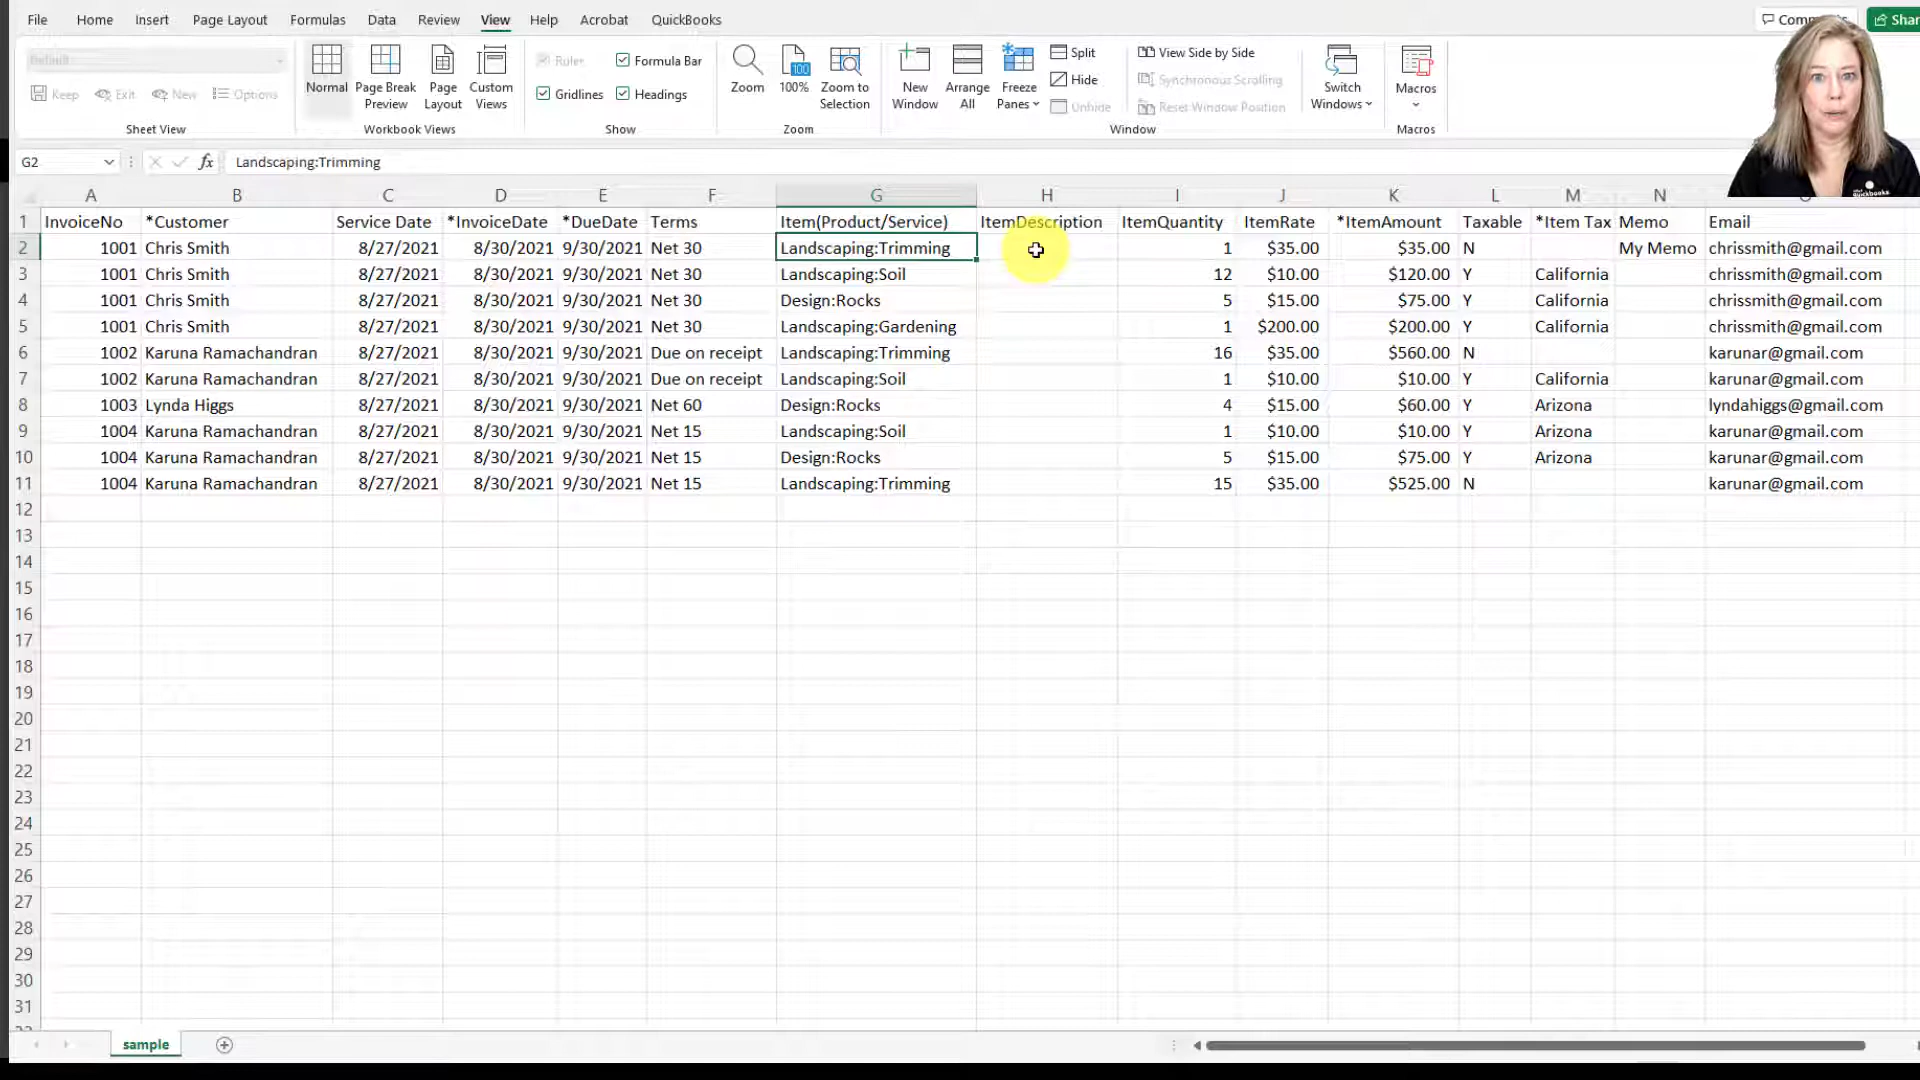 File Home Insert Page Layout Formulas Data Review View Help Acrobat QuickBooks Shar
Default Ruler Formula Bar Split View Side by Side
Keep Exit New Options Normal Page Break Preview Page Layout Custom Views Gridlines Headings Zoom 100% Zoom to Selection New Window Arrange All Freeze Panes Hide Synchronous Scrolling Unhide Reset Window Position Switch Windows Macros
Sheet View Workbook Views Show Zoom Window Macros
G2 fx Landscaping:Trimming
A B C D E F G H I J K L M N
1 InvoiceNo *Customer Service Date *InvoiceDate *DueDate Terms Item(Product/Service) ItemDescription ItemQuantity ItemRate *ItemAmount Taxable *Item Tax Memo Email
2 1001 Chris Smith 8/27/2021 8/30/2021 9/30/2021 Net 30 Landscaping:Trimming 1 $35.00 $35.00 N My Memo chrissmith@gmail.com
3 1001 Chris Smith 8/27/2021 8/30/2021 9/30/2021 Net 30 Landscaping:Soil 12 $10.00 $120.00 Y California chrissmith@gmail.com
4 1001 Chris Smith 8/27/2021 8/30/2021 9/30/2021 Net 30 Design:Rocks 5 $15.00 $75.00 Y California chrissmith@gmail.com
5 1001 Chris Smith 8/27/2021 8/30/2021 9/30/2021 Net 30 Landscaping:Gardening 1 $200.00 $200.00 Y California chrissmith@gmail.com
6 1002 Karuna Ramachandran 8/27/2021 8/30/2021 9/30/2021 Due on receipt Landscaping:Trimming 16 $35.00 $560.00 N karunar@gmail.com
7 1002 Karuna Ramachandran 8/27/2021 8/30/2021 9/30/2021 Due on receipt Landscaping:Soil 1 $10.00 $10.00 Y California karunar@gmail.com
8 1003 Lynda Higgs 8/27/2021 8/30/2021 9/30/2021 Net 60 Design:Rocks 4 $15.00 $60.00 Y Arizona lyndahiggs@gmail.com
9 1004 Karuna Ramachandran 8/27/2021 8/30/2021 9/30/2021 Net 15 Landscaping:Soil 1 $10.00 $10.00 Y Arizona karunar@gmail.com
10 1004 Karuna Ramachandran 8/27/2021 8/30/2021 9/30/2021 Net 15 Design:Rocks 5 $15.00 $75.00 Y Arizona karunar@gmail.com
11 1004 Karuna Ramachandran 8/27/2021 8/30/2021 9/30/2021 Net 15 Landscaping:Trimming 15 $35.00 $525.00 N karunar@gmail.com
12
13
14
15
16
17
18
19
20
21
22
23
24
25
26
27
28
29
30
31
sample